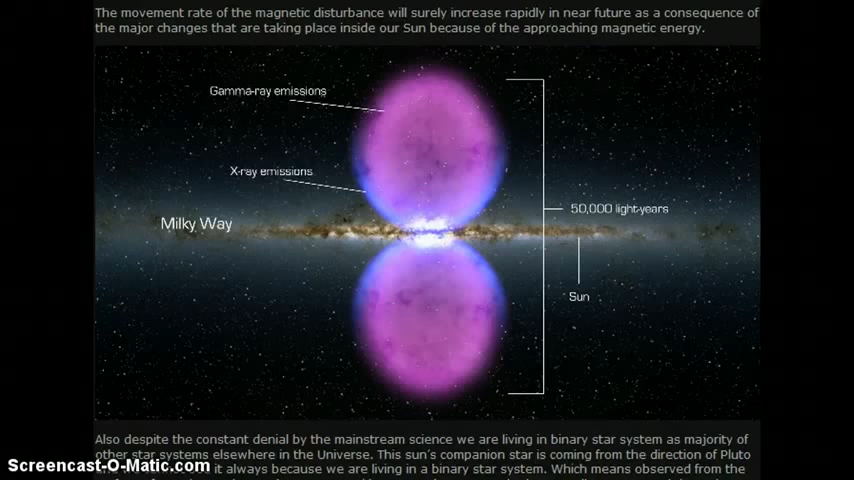 The movement rate of the magnetic disturbance will surely increase rapidly in near future as a consequence of
the major changes that are taking place inside our Sun because of the approaching magnetic energy.
Gamma-ray emissions
X-ray emissions
Milky Way
50,000 light-years
Sun
Also despite the constant denial by the mainstream science we are living in binary star system as majority of
other star systems elsewhere in the Universe. This sun's companion star is coming from the direction of Pluto
it always because we are living in a binary star system. Which means observed from the
Screencast-O-Matic.com